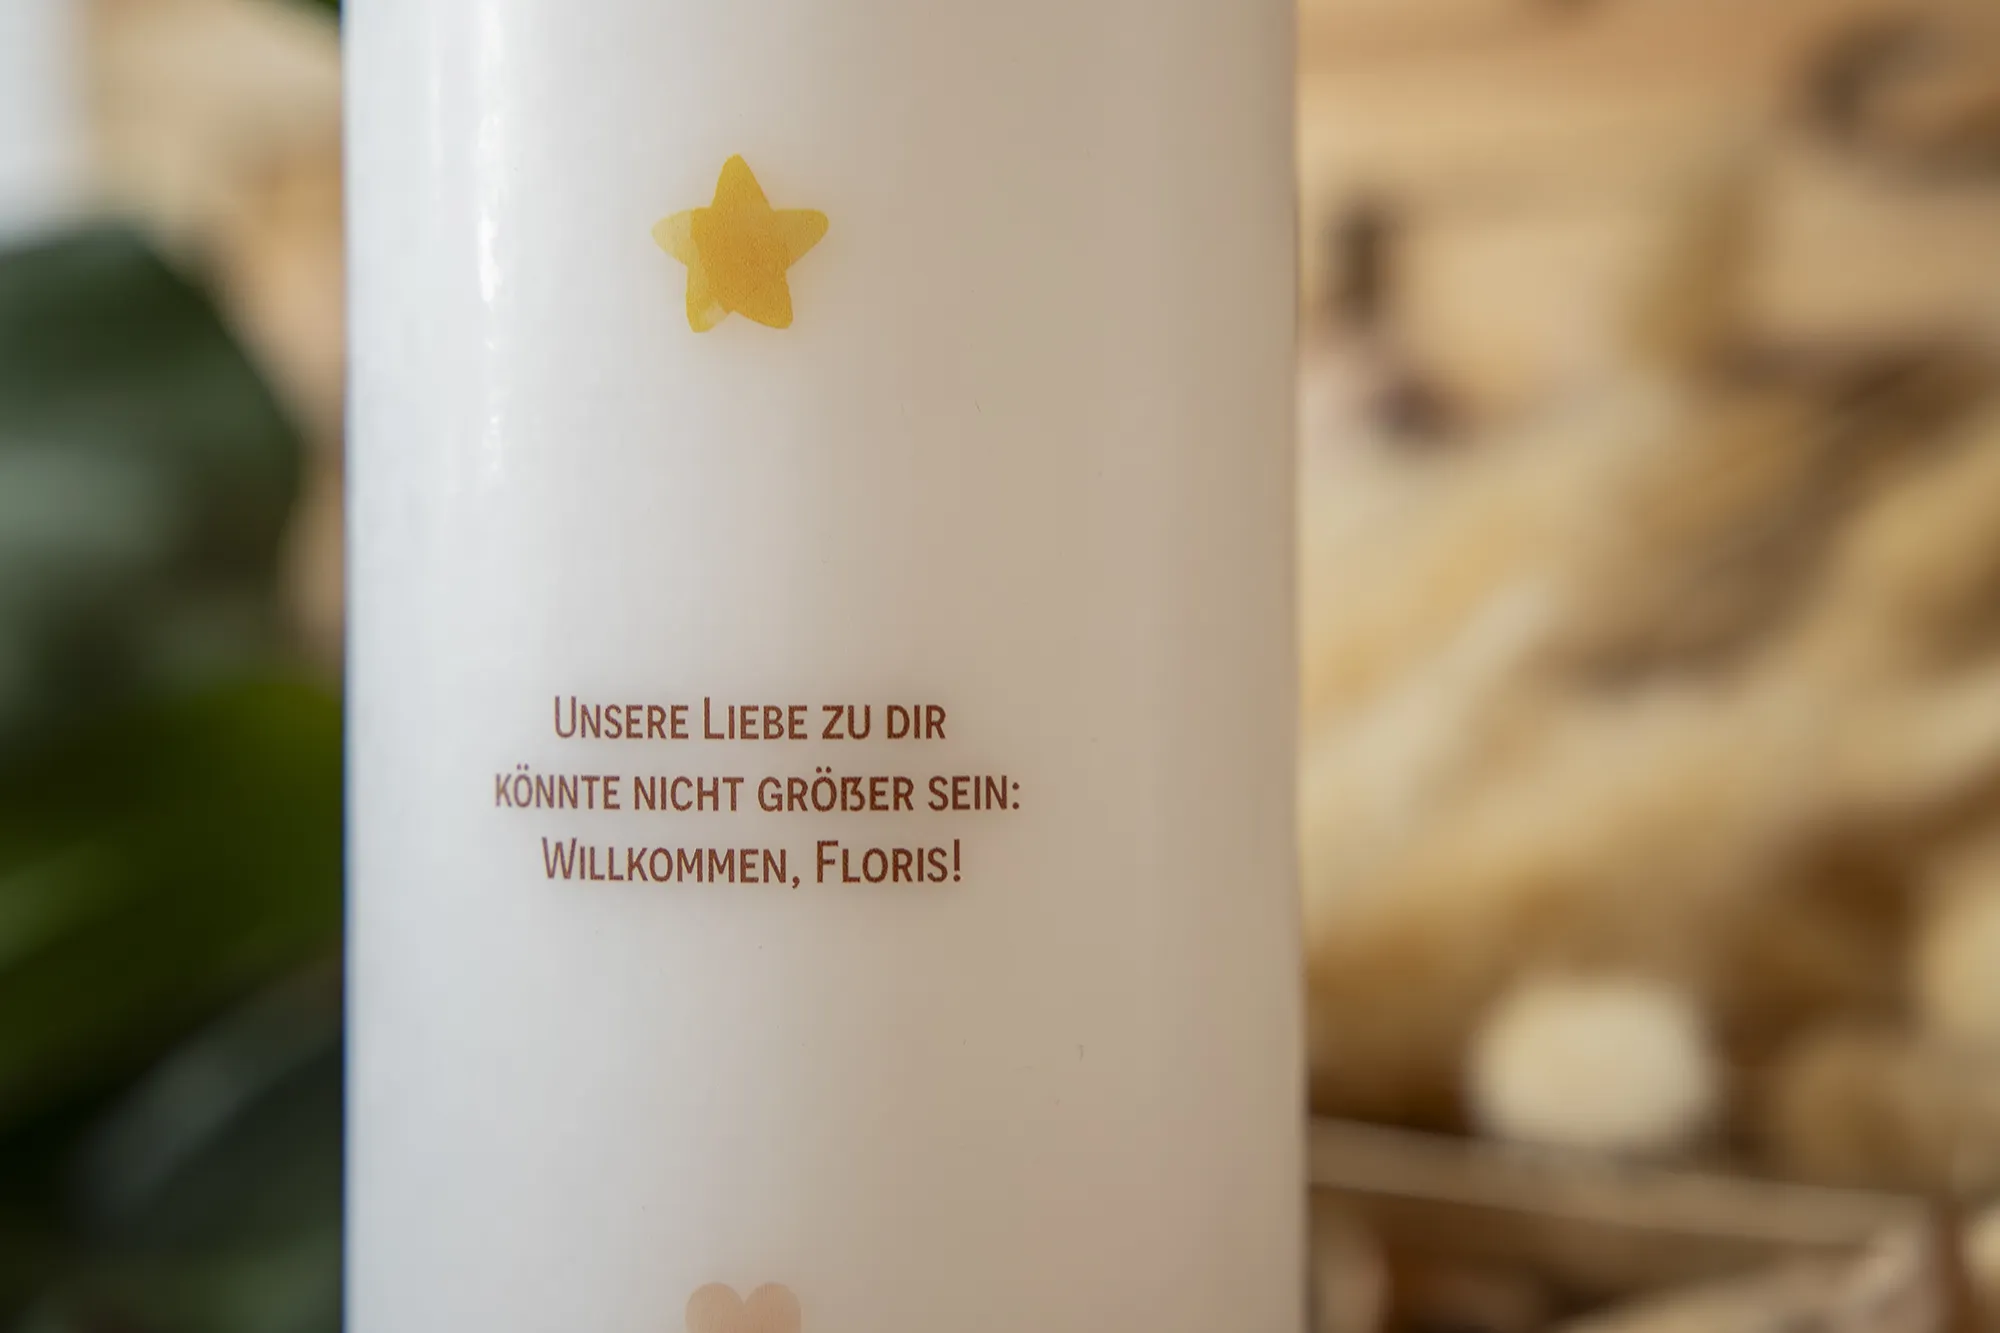 Unsere Liebe zu dir
könnte nicht größer sein:
Willkommen, Floris!